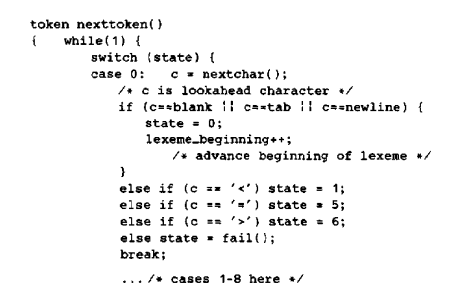 token nexttoken()
{    while(1) {
        switch (state) {
        case 0:   c = nextchar();
            /* c is lookahead character */
            if (c==blank || c==tab || c==newline) {
                state = 0;
                lexeme_beginning++;
                    /* advance beginning of lexeme */
            }
            else if (c == '<') state = 1;
            else if (c == '=') state = 5;
            else if (c == '>') state = 6;
            else state = fail();
            break;
            ... /* cases 1-8 here */